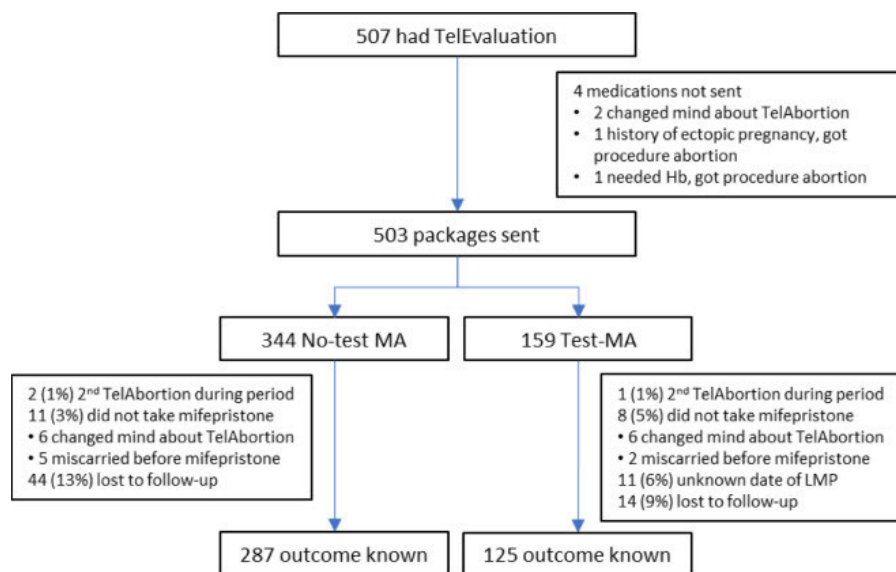 507 had TelEvaluation
4 medications not sent
• 2 changed mind about TelAbortion
• 1 history of ectopic pregnancy, got
procedure abortion
• 1 needed Hb, got procedure abortion
503 packages sent
344 No-test MA
159 Test-MA
2 (1%) 2nd TelAbortion during period
11 (3%) did not take mifepristone
• 6 changed mind about TelAbortion
• 5 miscarried before mifepristone
44 (13%) lost to follow-up
1 (1%) 2nd TelAbortion during period
8 (5%) did not take mifepristone
• 6 changed mind about TelAbortion
• 2 miscarried before mifepristone
11 (6%) unknown date of LMP
14 (9%) lost to follow-up
287 outcome known
125 outcome known